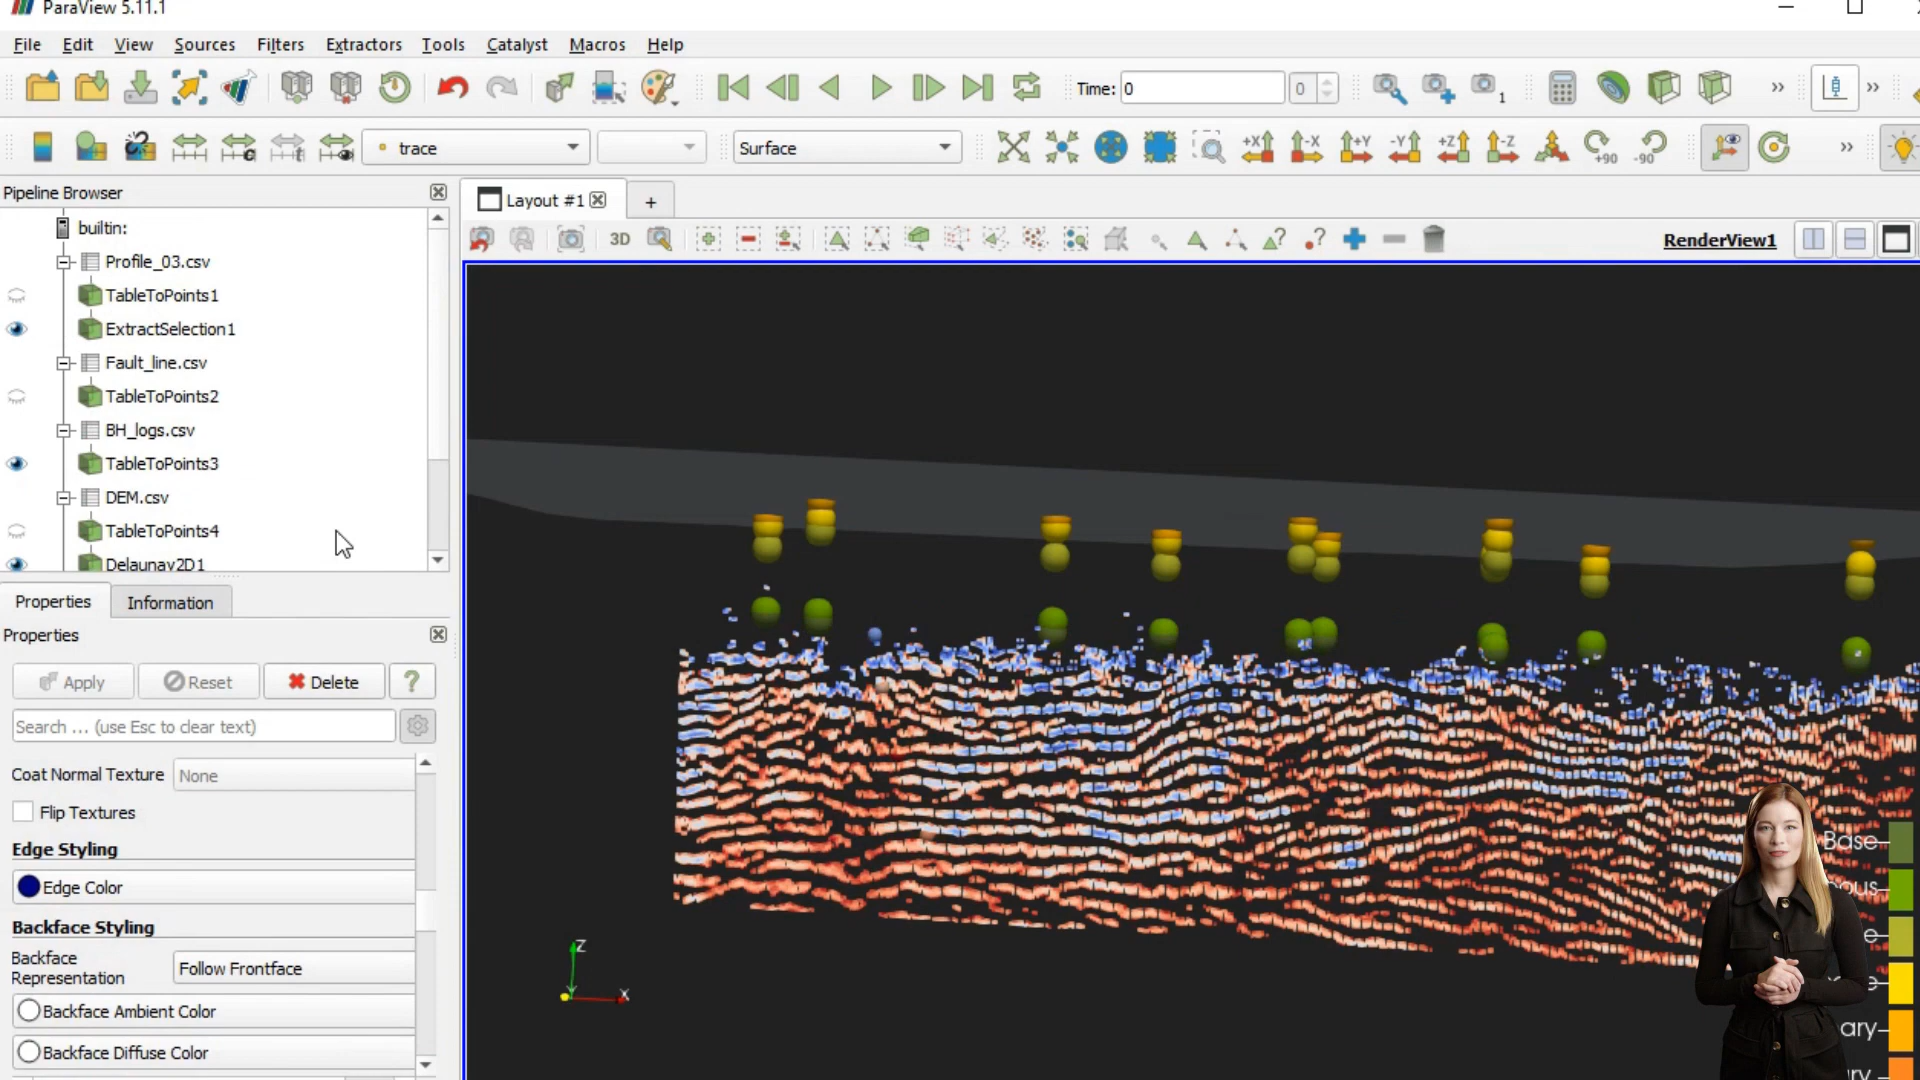 ParaView 5.11.1
File Edit View Sources Filters Extractors Tools Catalyst Macros Help
Time: 0 0 1
trace Surface +X -X +Y -Y +Z -Z +90 -90
Pipeline Browser
Layout #1 +
3D RenderView1
builtin:
Profile_03.csv
TableToPoints1
ExtractSelection1
Fault_line.csv
TableToPoints2
BH_logs.csv
TableToPoints3
DEM.csv
TableToPoints4
Delaunay2D1
Properties Information
Properties
Apply Reset Delete ?
Search ... (use Esc to clear text)
Coat Normal Texture None
Flip Textures
Edge Styling
Edge Color
Backface Styling
Backface
Representation Follow Frontface
Backface Ambient Color
Backface Diffuse Color
Z
X
Base